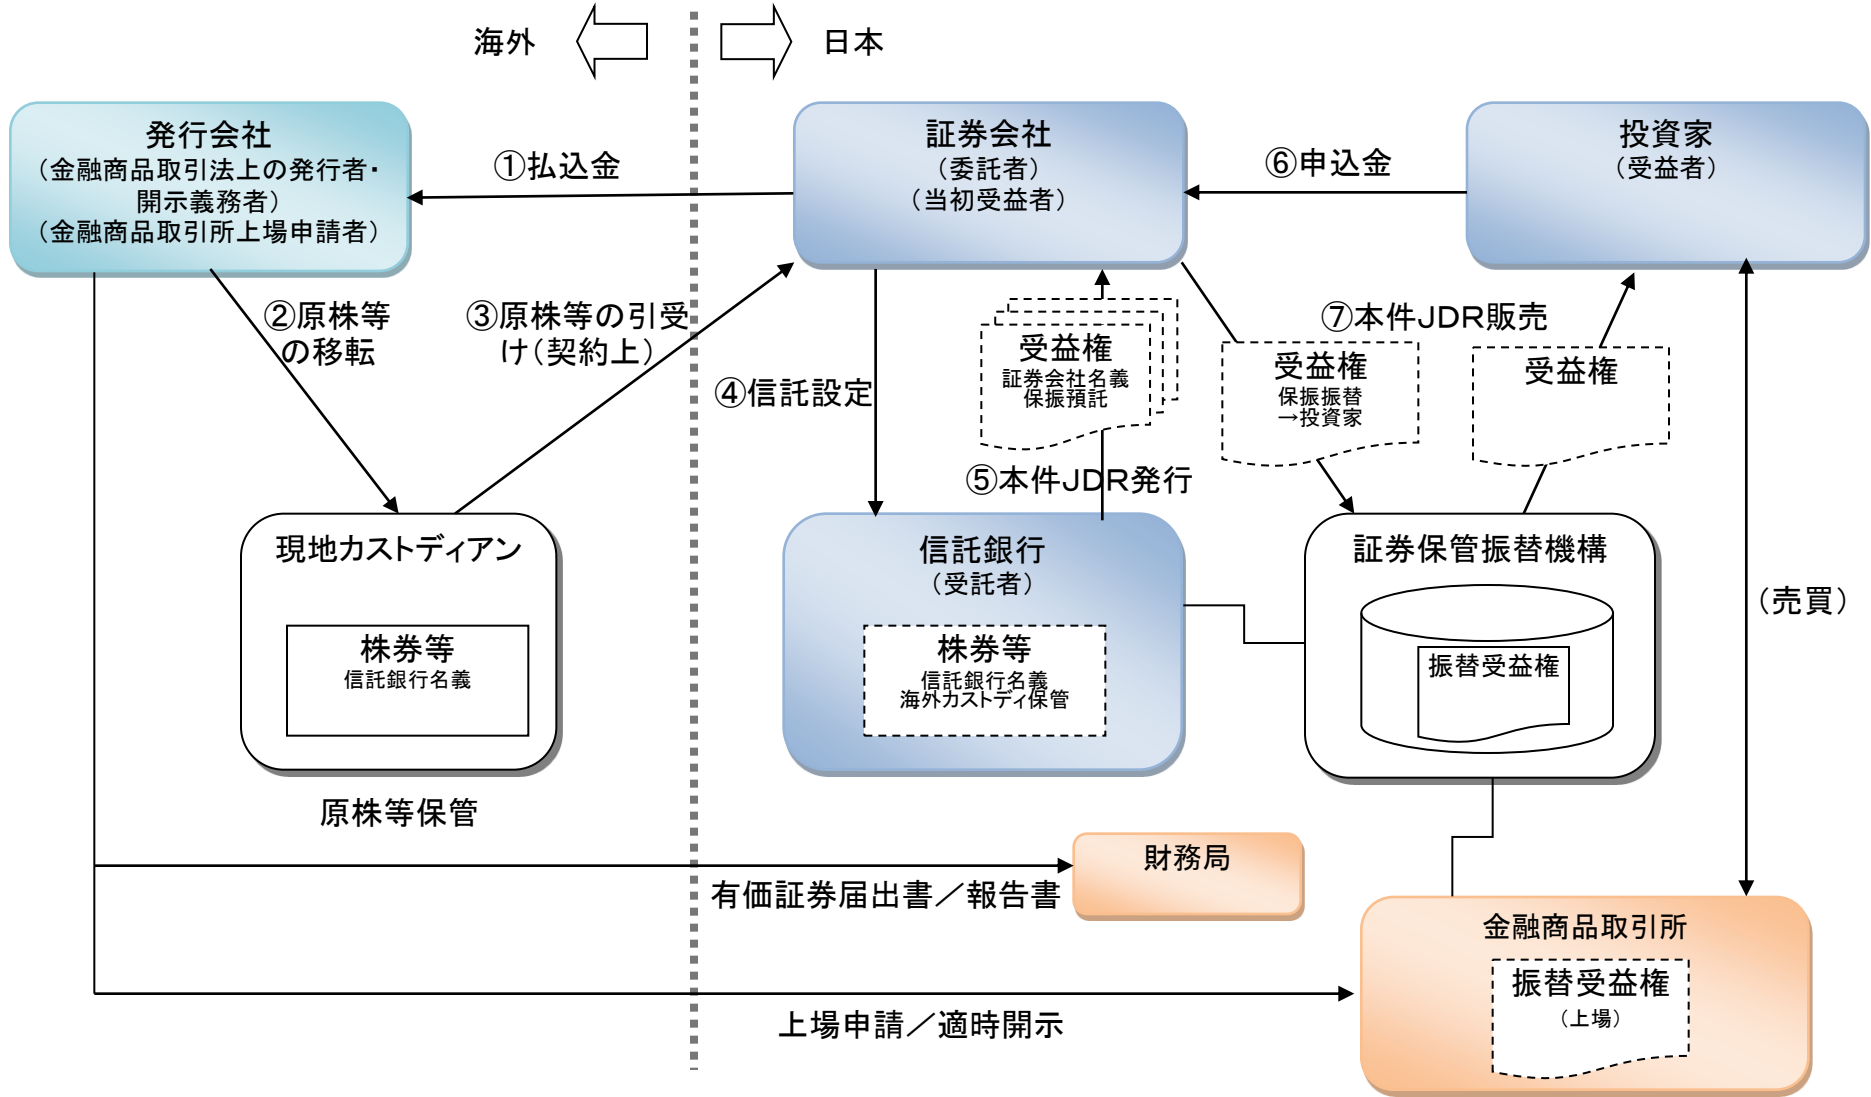 海外
日本
発行会社
（金融商品取引法上の発行者・
開示義務者）
（金融商品取引所上場申請者）
①払込金
証券会社
（委託者）
（当初受益者）
⑥申込金
投資家
（受益者）
②原株等
の移転
③原株等の引受
け（契約上）
④信託設定
受益権
証券会社名義
保振預託
⑤本件JDR発行
⑦本件JDR販売
受益権
保振振替
→投資家
受益権
現地カストディアン
株券等
信託銀行名義
原株等保管
信託銀行
（受託者）
株券等
信託銀行名義
海外カストディ保管
証券保管振替機構
振替受益権
（売買）
財務局
有価証券届出書／報告書
金融商品取引所
振替受益権
（上場）
上場申請／適時開示